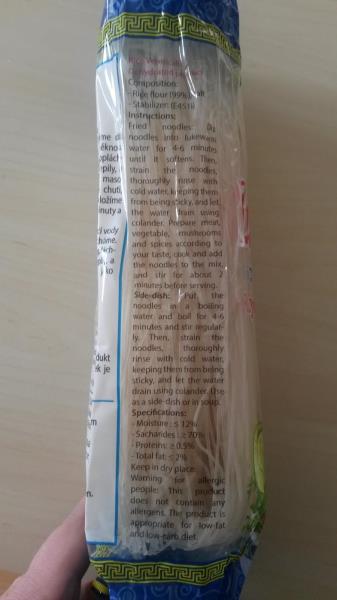 Rice Vermicelli
Dehydrated product
Composition:
- Rice flour (99%), salt
- Stabilizer: (E451i)
Instructions:
Fried noodles: Dip
noodles into lukewarm
water for 4-6 minutes
until it softens. Then,
strain the noodles,
thoroughly rinse with
cold water, keeping them
from being sticky, and let
the water drain using
colander. Prepare meat,
vegetable, mushrooms
and spices according to
your taste, cook and add
the noodles to the mix,
and stir for about 2
minutes before serving.
Side-dish: Put the
noodles in a boiling
water and boil for 4-6
minutes and stir regular-
ly. Then, strain the
noodles, thoroughly
rinse with cold water,
keeping them from being
sticky, and let the water
drain using colander. Use
as a side-dish or in soup.
Specifications:
- Moisture: ≤ 12%
- Sacharides: ≥ 70%
- Proteins: ≥ 0,5%
- Total fat: ≤ 2%
Keep in dry place.
Warning for allergic
people: This product
does not contain any
allergens. The product is
appropriate for low-fat
and low-carb diet.